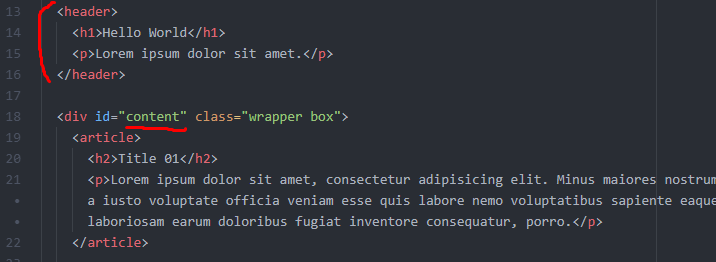 13 <header>
14 <h1>Hello World</h1>
15 <p>Lorem ipsum dolor sit amet.</p>
16 </header>
17
18 <div id="content" class="wrapper box">
19 <article>
20 <h2>Title 01</h2>
21 <p>Lorem ipsum dolor sit amet, consectetur adipisicing elit. Minus maiores nostrum
• a iusto voluptate officia veniam esse quis labore nemo voluptatibus sapiente eaque
• laboriosam earum doloribus fugiat inventore consequatur, porro.</p>
22 </article>